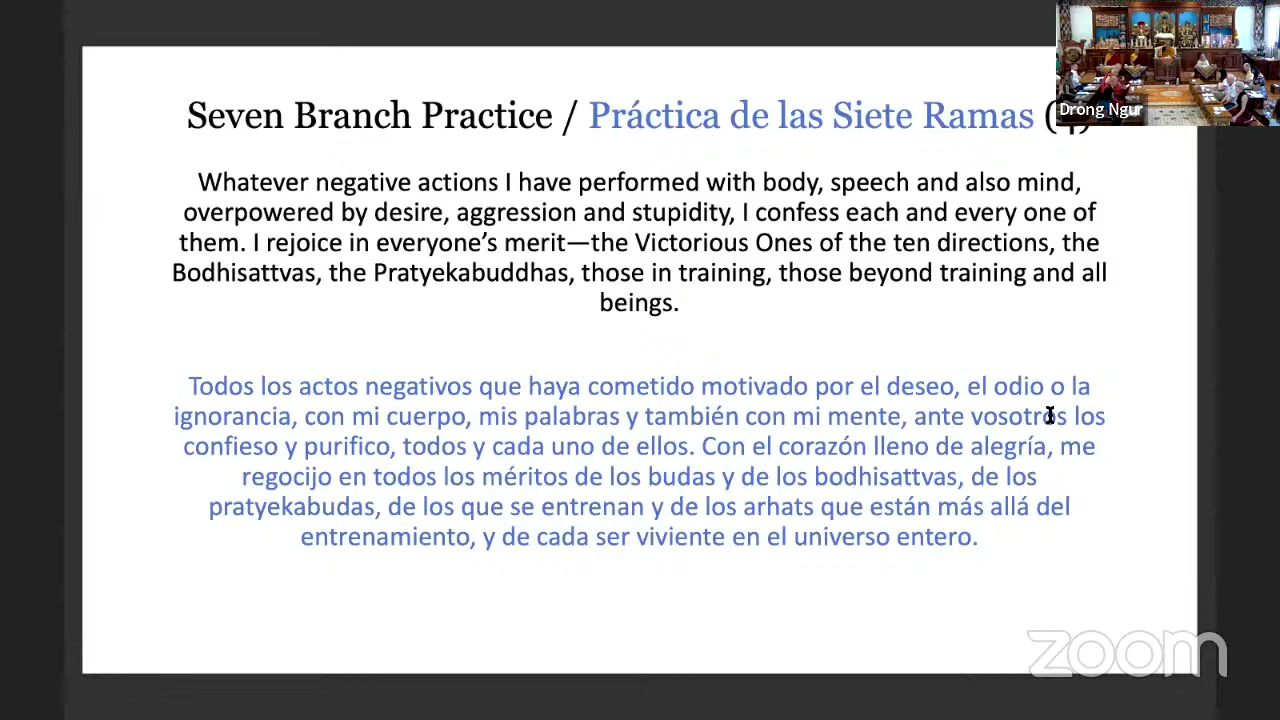 Seven Branch Practice / Práctica de las Siete Ramas (4)
Drong Ngur
Whatever negative actions I have performed with body, speech and also mind,
overpowered by desire, aggression and stupidity, I confess each and every one of
them. I rejoice in everyone’s merit—the Victorious Ones of the ten directions, the
Bodhisattvas, the Pratyekabuddhas, those in training, those beyond training and all
beings.
Todos los actos negativos que haya cometido motivado por el deseo, el odio o la
ignorancia, con mi cuerpo, mis palabras y también con mi mente, ante vosotros los
confieso y purifico, todos y cada uno de ellos. Con el corazón lleno de alegría, me
regocijo en todos los méritos de los budas y de los bodhisattvas, de los
pratyekabudas, de los que se entrenan y de los arhats que están más allá del
entrenamiento, y de cada ser viviente en el universo entero.
zoom